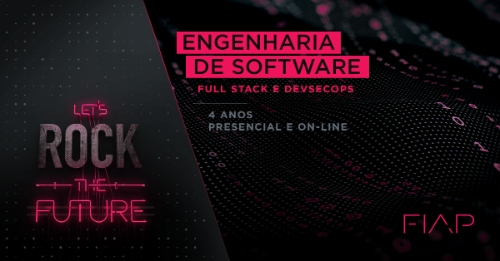 LET'S
ROCK
THE
FUTURE
ENGENHARIA
DE SOFTWARE
FULL STACK E DEVSECOPS
4 ANOS
PRESENCIAL E ON-LINE
FIAP